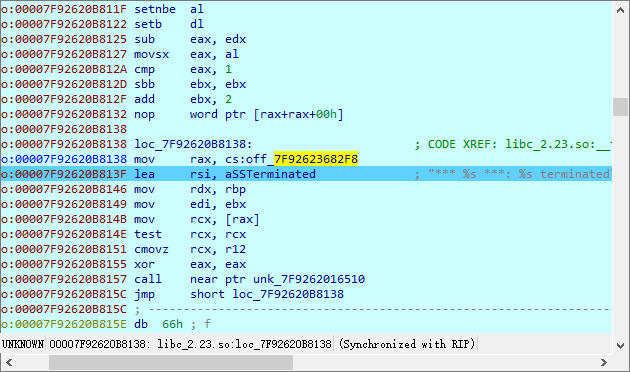 o:00007F92620B811F setnbe al
o:00007F92620B8122 setb dl
o:00007F92620B8125 sub eax, edx
o:00007F92620B8127 movsx eax, al
o:00007F92620B812A cmp eax, 1
o:00007F92620B812D sbb ebx, ebx
o:00007F92620B812F add ebx, 2
o:00007F92620B8132 nop word ptr [rax+rax+00h]
o:00007F92620B8138
o:00007F92620B8138 loc_7F92620B8138: ; CODE XREF: libc_2.23.so:__
o:00007F92620B8138 mov rax, cs:off_7F92623682F8
o:00007F92620B813F lea rsi, aSSTerminated ; "*** %s ***: %s terminated
o:00007F92620B8146 mov rdx, rbp
o:00007F92620B8149 mov edi, ebx
o:00007F92620B814B mov rcx, [rax]
o:00007F92620B814E test rcx, rcx
o:00007F92620B8151 cmovz rcx, r12
o:00007F92620B8155 xor eax, eax
o:00007F92620B8157 call near ptr unk_7F9262016510
o:00007F92620B815C jmp short loc_7F92620B8138
o:00007F92620B815C ; ---------------------------------------------------------------
o:00007F92620B815E db 66h ; f
UNKNOWN 00007F92620B8138: libc_2.23.so:loc_7F92620B8138 (Synchronized with RIP)